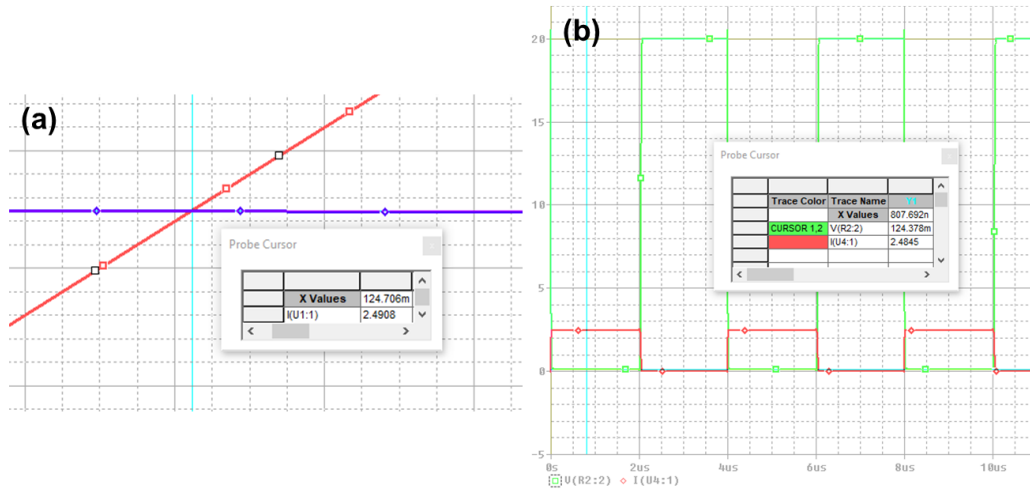 (a)
Probe Cursor
X Values 124.706m
I(U1:1) 2.4908
(b)
20
15
10
5
0
-5
0s 2us 4us 6us 8us 10us
V(R2:2) I(U4:1)
Probe Cursor
Trace Color Trace Name Y1
X Values 807.692n
CURSOR 1,2 V(R2:2) 124.378m
I(U4:1) 2.4845